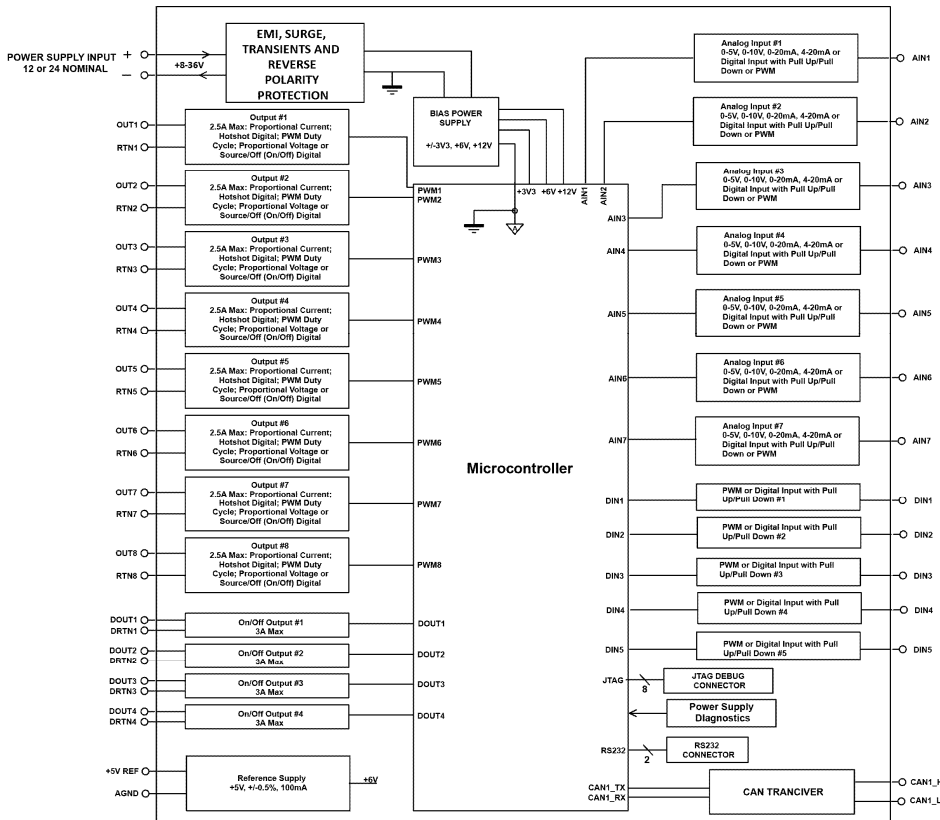 POWER SUPPLY INPUT
12 or 24 NOMINAL
+
−
+8-36V
EMI, SURGE,
TRANSIENTS AND
REVERSE
POLARITY
PROTECTION
BIAS POWER
SUPPLY
+/-3V3, +6V, +12V
+3V3
+6V
+12V
A
OUT1
RTN1
Output #1
2.5A Max: Proportional Current;
Hotshot Digital; PWM Duty
Cycle; Proportional Voltage or
Source/Off (On/Off) Digital
PWM1
OUT2
RTN2
Output #2
2.5A Max: Proportional Current;
Hotshot Digital; PWM Duty
Cycle; Proportional Voltage or
Source/Off (On/Off) Digital
PWM2
OUT3
RTN3
Output #3
2.5A Max: Proportional Current;
Hotshot Digital; PWM Duty
Cycle; Proportional Voltage or
Source/Off (On/Off) Digital
PWM3
OUT4
RTN4
Output #4
2.5A Max: Proportional Current;
Hotshot Digital; PWM Duty
Cycle; Proportional Voltage or
Source/Off (On/Off) Digital
PWM4
OUT5
RTN5
Output #5
2.5A Max: Proportional Current;
Hotshot Digital; PWM Duty
Cycle; Proportional Voltage or
Source/Off (On/Off) Digital
PWM5
OUT6
RTN6
Output #6
2.5A Max: Proportional Current;
Hotshot Digital; PWM Duty
Cycle; Proportional Voltage or
Source/Off (On/Off) Digital
PWM6
OUT7
RTN7
Output #7
2.5A Max: Proportional Current;
Hotshot Digital; PWM Duty
Cycle; Proportional Voltage or
Source/Off (On/Off) Digital
PWM7
OUT8
RTN8
Output #8
2.5A Max: Proportional Current;
Hotshot Digital; PWM Duty
Cycle; Proportional Voltage or
Source/Off (On/Off) Digital
PWM8
DOUT1
DRTN1
On/Off Output #1
3A Max
DOUT1
DOUT2
DRTN2
On/Off Output #2
3A Max
DOUT2
DOUT3
DRTN3
On/Off Output #3
3A Max
DOUT3
DOUT4
DRTN4
On/Off Output #4
3A Max
DOUT4
+5V REF
AGND
Reference Supply
+5V, +/-0.5%, 100mA
+6V
Microcontroller
AIN1
Analog Input #1
0-5V, 0-10V, 0-20mA, 4-20mA or
Digital Input with Pull Up/Pull
Down or PWM
AIN1
AIN2
Analog Input #2
0-5V, 0-10V, 0-20mA, 4-20mA or
Digital Input with Pull Up/Pull
Down or PWM
AIN2
AIN3
Analog Input #3
0-5V, 0-10V, 0-20mA, 4-20mA or
Digital Input with Pull Up/Pull
Down or PWM
AIN3
AIN4
Analog Input #4
0-5V, 0-10V, 0-20mA, 4-20mA or
Digital Input with Pull Up/Pull
Down or PWM
AIN4
AIN5
Analog Input #5
0-5V, 0-10V, 0-20mA, 4-20mA or
Digital Input with Pull Up/Pull
Down or PWM
AIN5
AIN6
Analog Input #6
0-5V, 0-10V, 0-20mA, 4-20mA or
Digital Input with Pull Up/Pull
Down or PWM
AIN6
AIN7
Analog Input #7
0-5V, 0-10V, 0-20mA, 4-20mA or
Digital Input with Pull Up/Pull
Down or PWM
AIN7
DIN1
PWM or Digital Input with Pull
Up/Pull Down #1
DIN1
DIN2
PWM or Digital Input with Pull
Up/Pull Down #2
DIN2
DIN3
PWM or Digital Input with Pull
Up/Pull Down #3
DIN3
DIN4
PWM or Digital Input with Pull
Up/Pull Down #4
DIN4
DIN5
PWM or Digital Input with Pull
Up/Pull Down #5
DIN5
JTAG
8
JTAG DEBUG
CONNECTOR
Power Supply
Diagnostics
RS232
2
RS232
CONNECTOR
CAN1_TX
CAN1_RX
CAN TRANCIVER
CAN1_H
CAN1_L